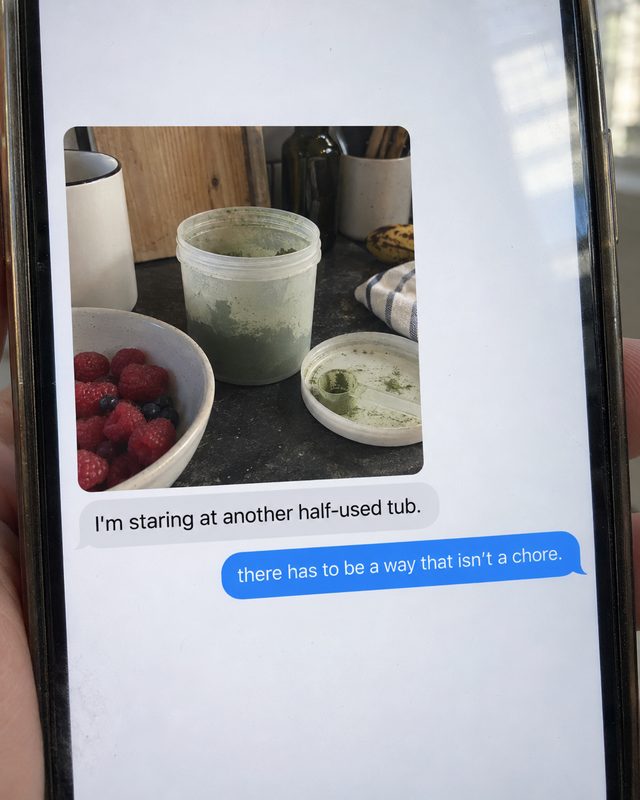 I'm staring at another half-used tub.
there has to be a way that isn’t a chore.